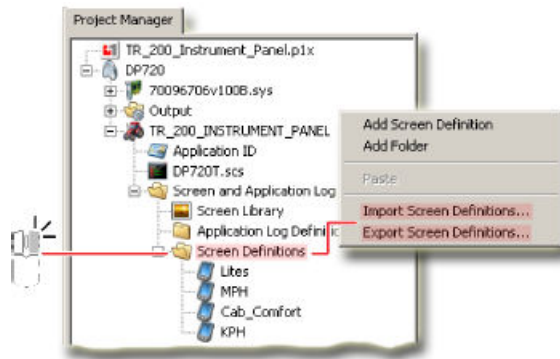 Project Manager
TR_200_Instrument_Panel.p1x
DP720
70096706v100B.sys
Output
TR_200_INSTRUMENT_PANEL
Application ID
DP720T.scs
Screen and Application Log
Screen Library
Application Log Definitic
Screen Definitions
Lites
MPH
Cab_Comfort
KPH
Add Screen Definition
Add Folder
Paste
Import Screen Definitions...
Export Screen Definitions...